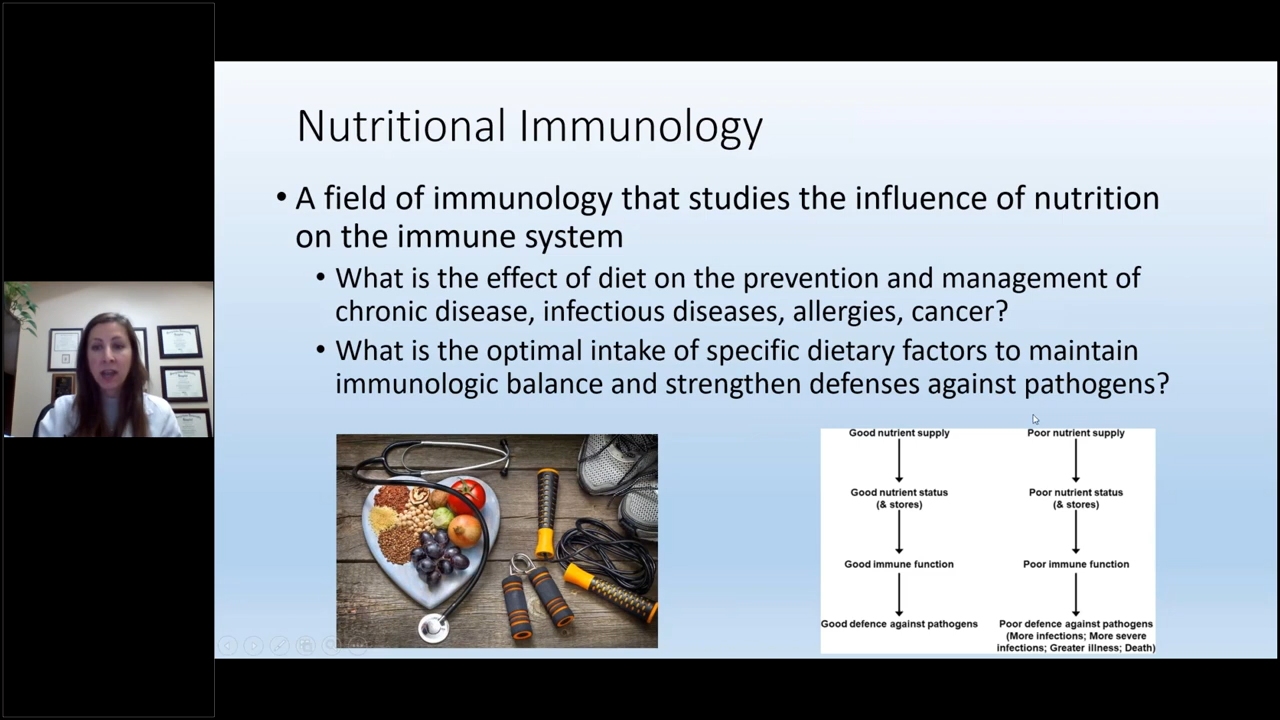 Nutritional Immunology
• A field of immunology that studies the influence of nutrition
on the immune system
• What is the effect of diet on the prevention and management of
chronic disease, infectious diseases, allergies, cancer?
• What is the optimal intake of specific dietary factors to maintain
immunologic balance and strengthen defenses against pathogens?
Good nutrient supply
Good nutrient status
(& stores)
Good immune function
Good defence against pathogens
Poor nutrient supply
Poor nutrient status
(& stores)
Poor immune function
Poor defence against pathogens
(More infections; More severe
infections; Greater illness; Death)